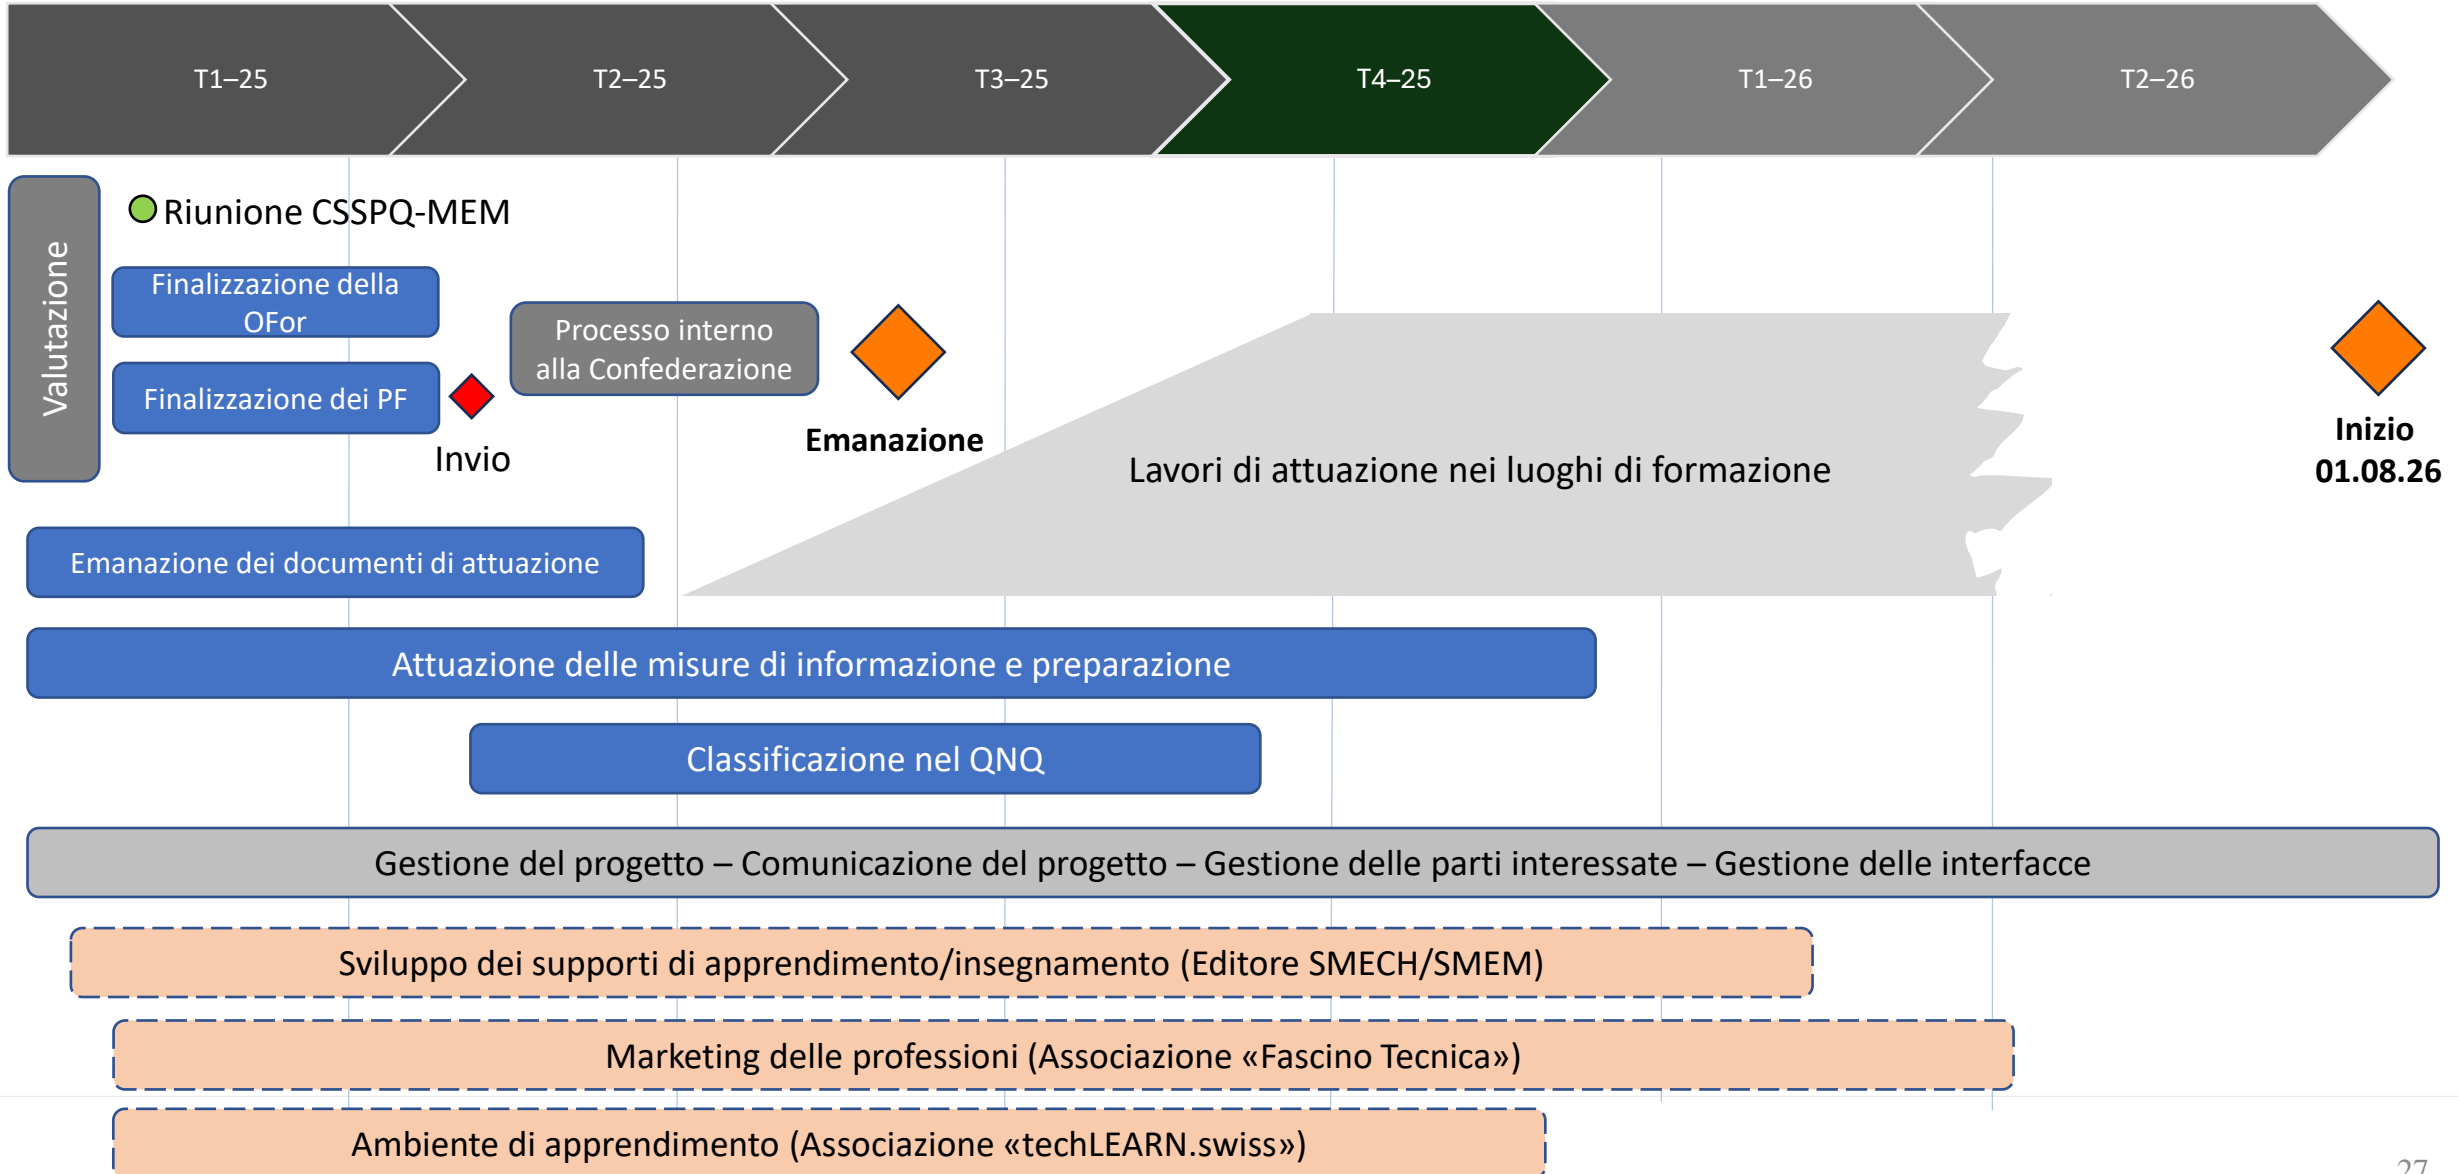 T1–25
T2–25
T3–25
T4–25
T1–26
T2–26
Valutazione
Riunione CSSPQ-MEM
Finalizzazione della
OFor
Finalizzazione dei PF
Invio
Processo interno
alla Confederazione
Emanazione
Lavori di attuazione nei luoghi di formazione
Inizio
01.08.26
Emanazione dei documenti di attuazione
Attuazione delle misure di informazione e preparazione
Classificazione nel QNQ
Gestione del progetto – Comunicazione del progetto – Gestione delle parti interessate – Gestione delle interfacce
Sviluppo dei supporti di apprendimento/insegnamento (Editore SMECH/SMEM)
Marketing delle professioni (Associazione «Fascino Tecnica»)
Ambiente di apprendimento (Associazione «techLEARN.swiss»)
27